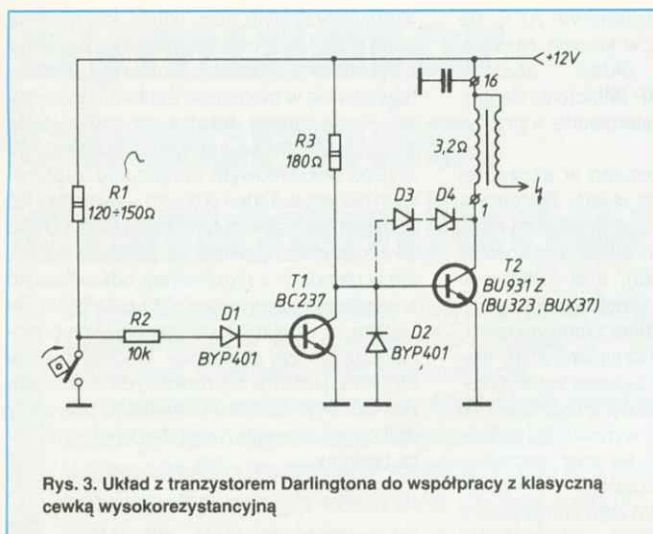 +12V
16
R3
180Ω
R1
120÷150Ω
3,2Ω
D3 D4
1
T1
BC237
T2
BU931Z
(BU323, BUX37)
R2
10k
D1
BYP401
D2
BYP401
Rys. 3. Układ z tranzystorem Darlingtona do współpracy z klasyczną
cewką wysokorezystancyjną